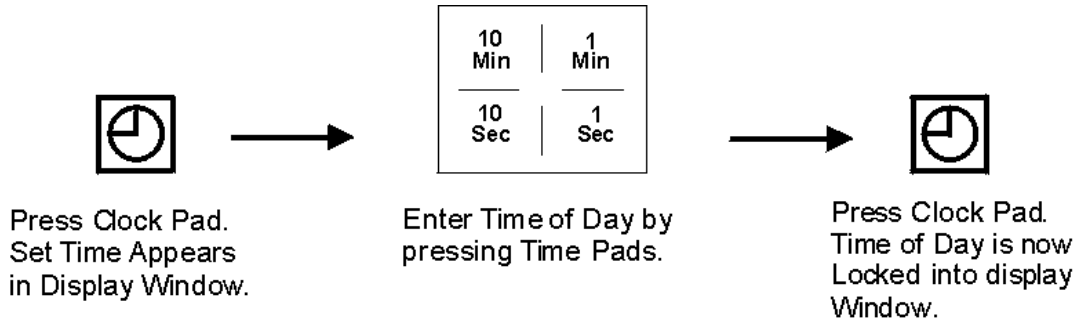 10 1
Min Min
10 1
Sec Sec
Press Clock Pad.
Set Time Appears
in Display Window.
Enter Time of Day by
pressing Time Pads.
Press Clock Pad.
Time of Day is now
Locked into display
Window.